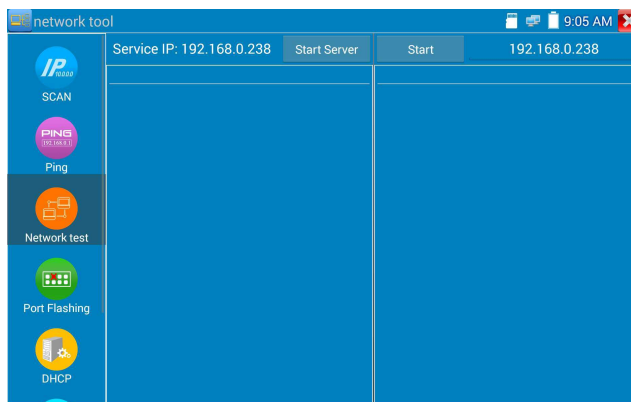 network tool
9:05 AM
Service IP: 192.168.0.238
Start Server
Start
192.168.0.238
IP
SCAN
PING
192.168.0.1
Ping
Network test
Port Flashing
DHCP